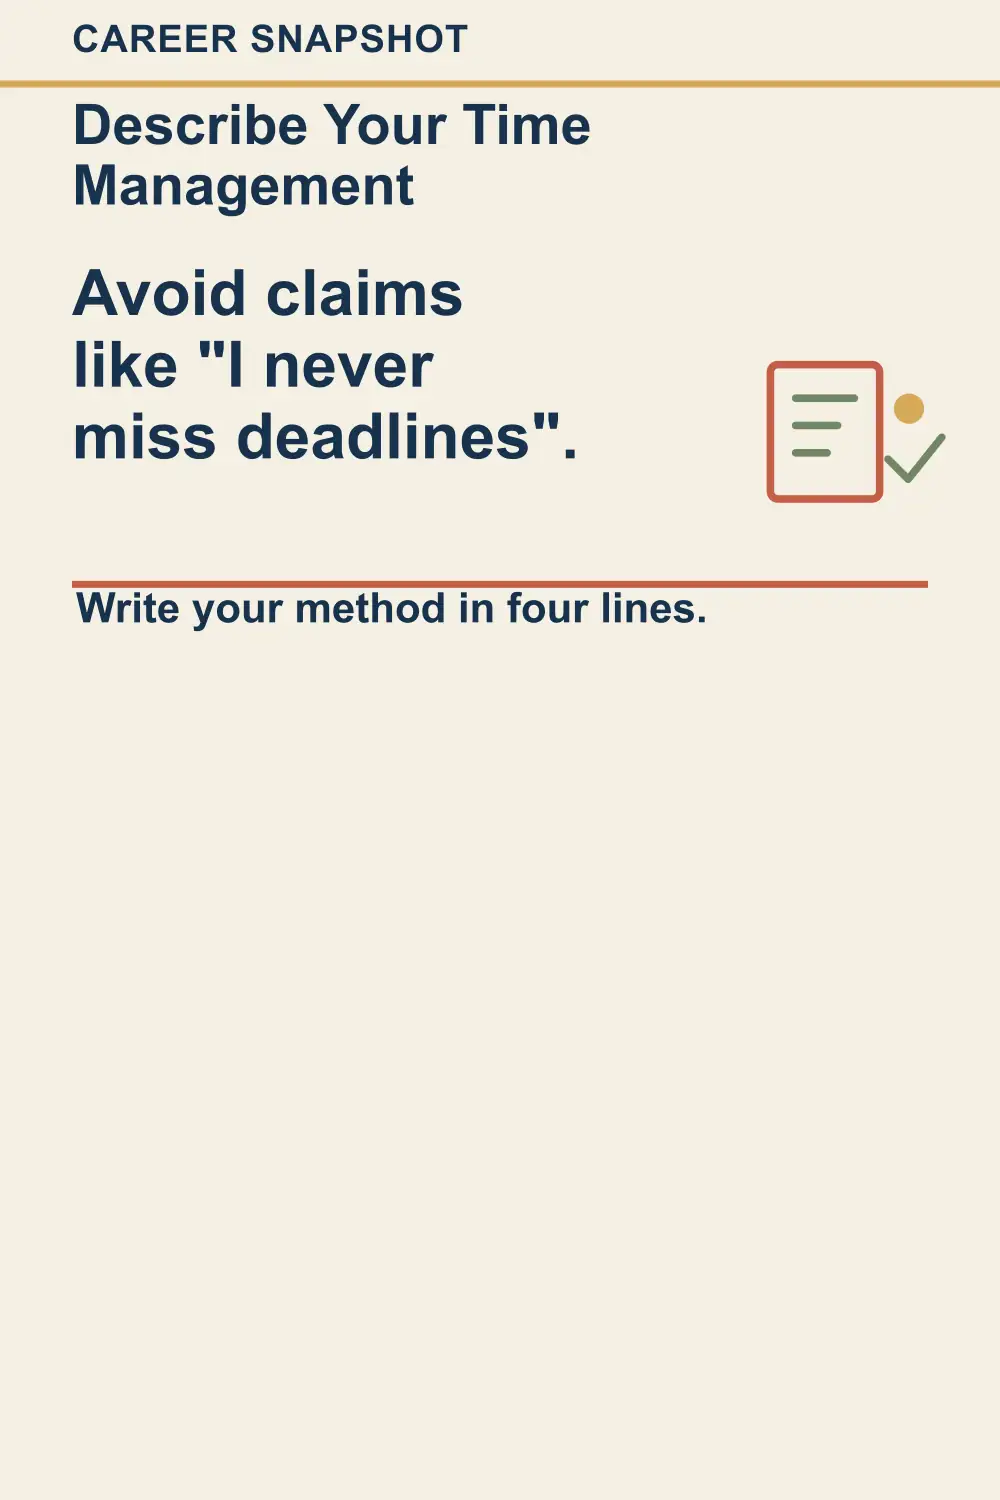 CAREER SNAPSHOT
Describe Your Time
Management
Avoid claims
like "I never
miss deadlines".
Write your method in four lines.